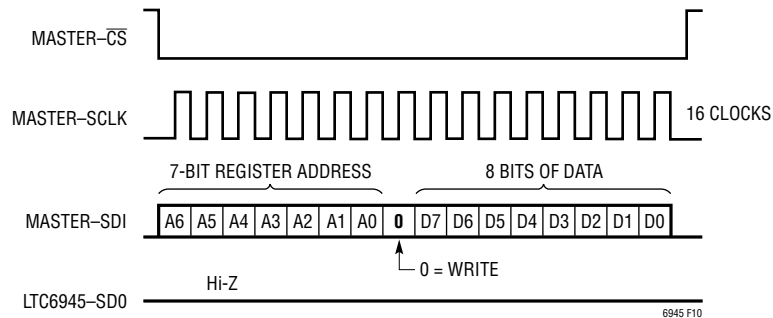 MASTER–CS
MASTER–SCLK
16 CLOCKS
7-BIT REGISTER ADDRESS
8 BITS OF DATA
MASTER–SDI
A6 A5 A4 A3 A2 A1 A0 0 D7 D6 D5 D4 D3 D2 D1 D0
0 = WRITE
Hi-Z
LTC6945–SD0
6945 F10